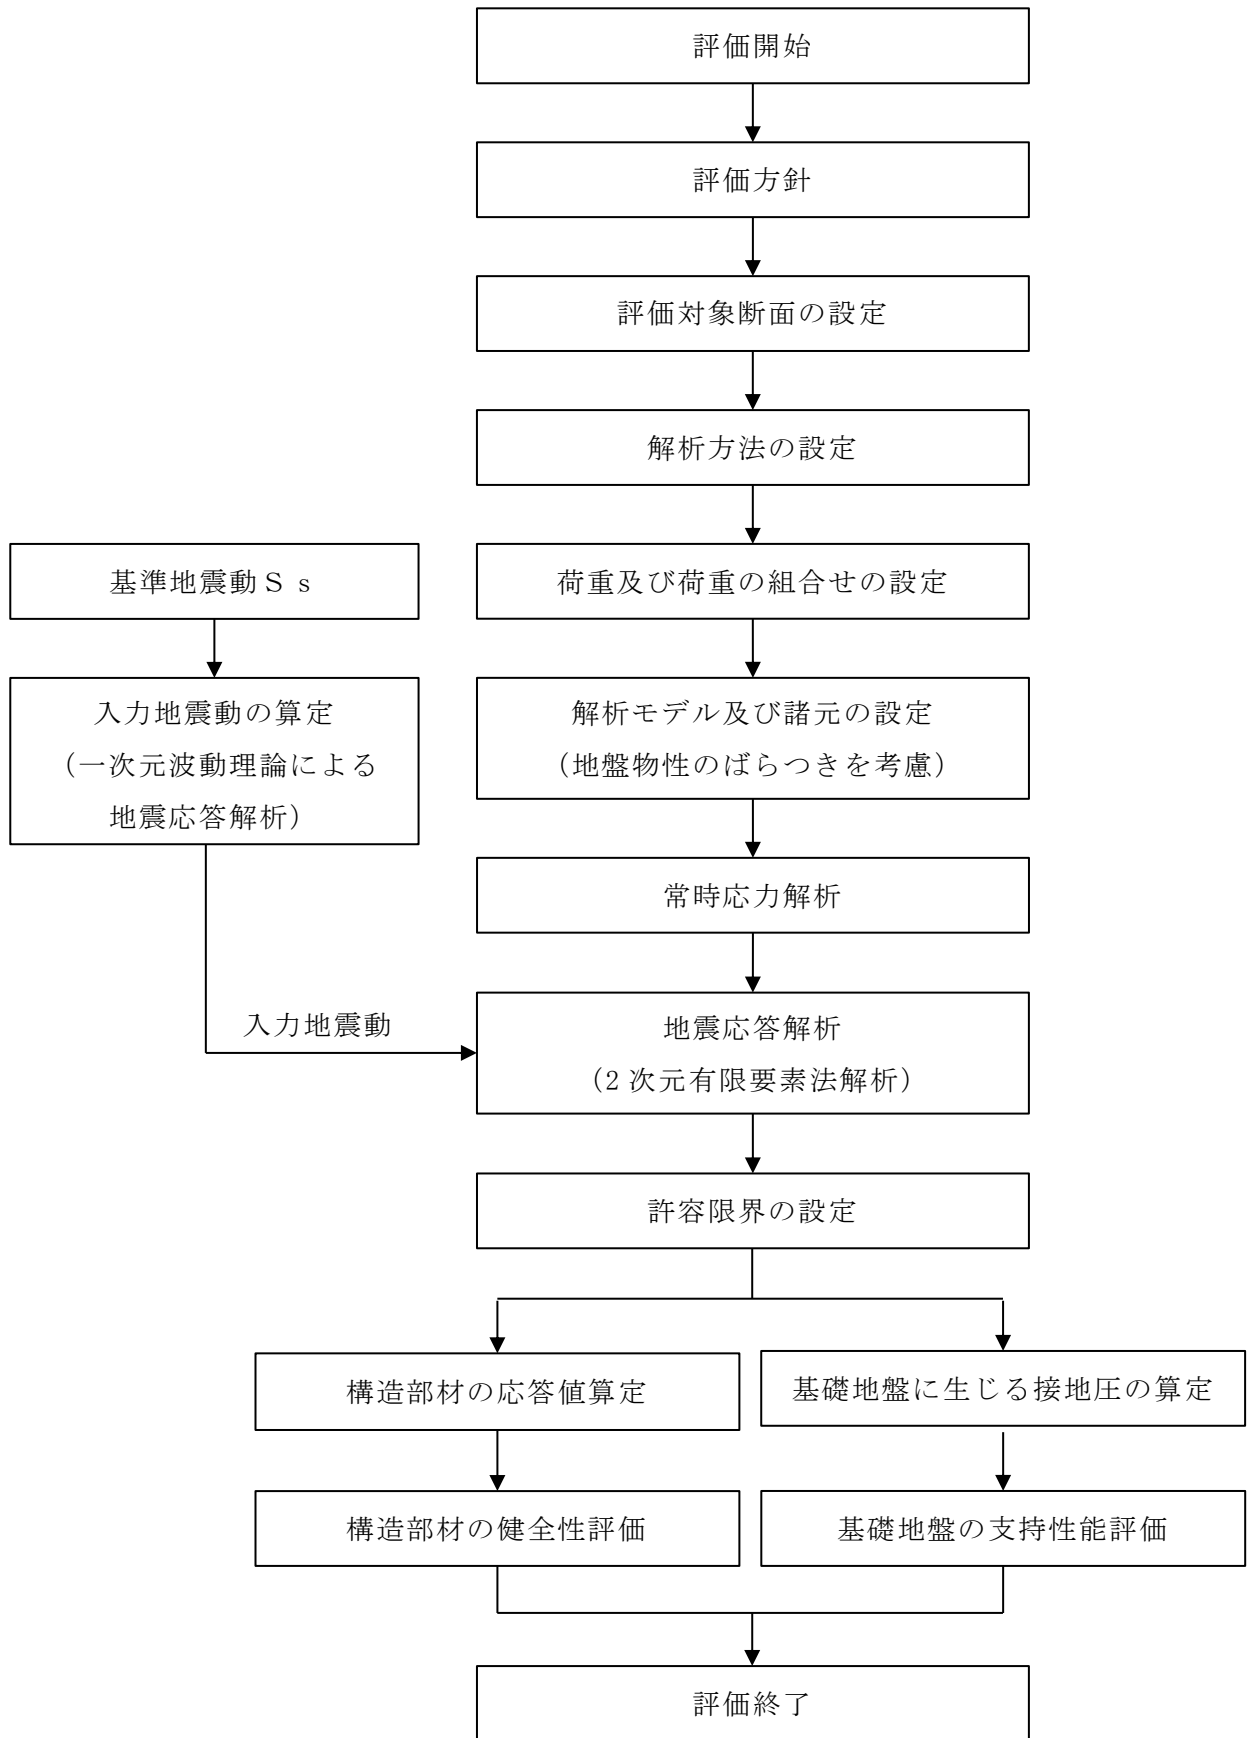 評価開始
評価方針
評価対象断面の設定
解析方法の設定
基準地震動Ｓｓ
荷重及び荷重の組合せの設定
入力地震動の算定
（一次元波動理論による
地震応答解析）
解析モデル及び諸元の設定
（地盤物性のばらつきを考慮）
常時応力解析
入力地震動
地震応答解析
（2 次元有限要素法解析）
許容限界の設定
構造部材の応答値算定
基礎地盤に生じる接地圧の算定
構造部材の健全性評価
基礎地盤の支持性能評価
評価終了